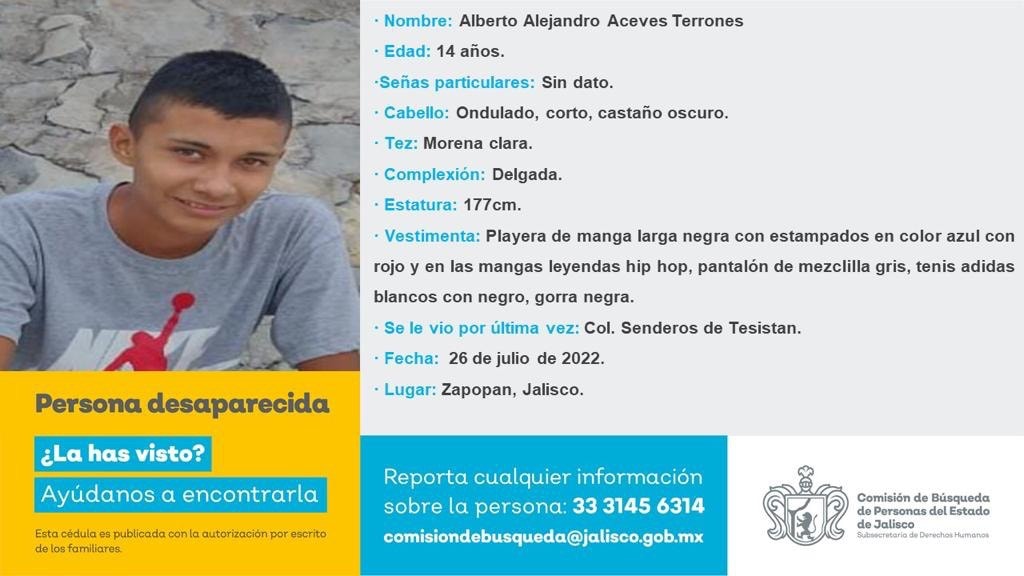 · Nombre: Alberto Alejandro Aceves Terrones
· Edad: 14 años.
·Señas particulares: Sin dato.
· Cabello: Ondulado, corto, castaño oscuro.
· Tez: Morena clara.
· Complexión: Delgada.
· Estatura: 177cm.
· Vestimenta: Playera de manga larga negra con estampados en color azul con
rojo y en las mangas leyendas hip hop, pantalón de mezclilla gris, tenis adidas
blancos con negro, gorra negra.
· Se le vio por última vez: Col. Senderos de Tesistan.
· Fecha: 26 de julio de 2022.
· Lugar: Zapopan, Jalisco.
Persona desaparecida
¿La has visto?
Ayúdanos a encontrarla
Esta cédula es publicada con la autorización por escrito
de los familiares.
Reporta cualquier información
sobre la persona: 33 3145 6314
comisiondebusqueda@jalisco.gob.mx
Comisión de Búsqueda
de Personas del Estado
de Jalisco
Subsecretaría de Derechos Humanos